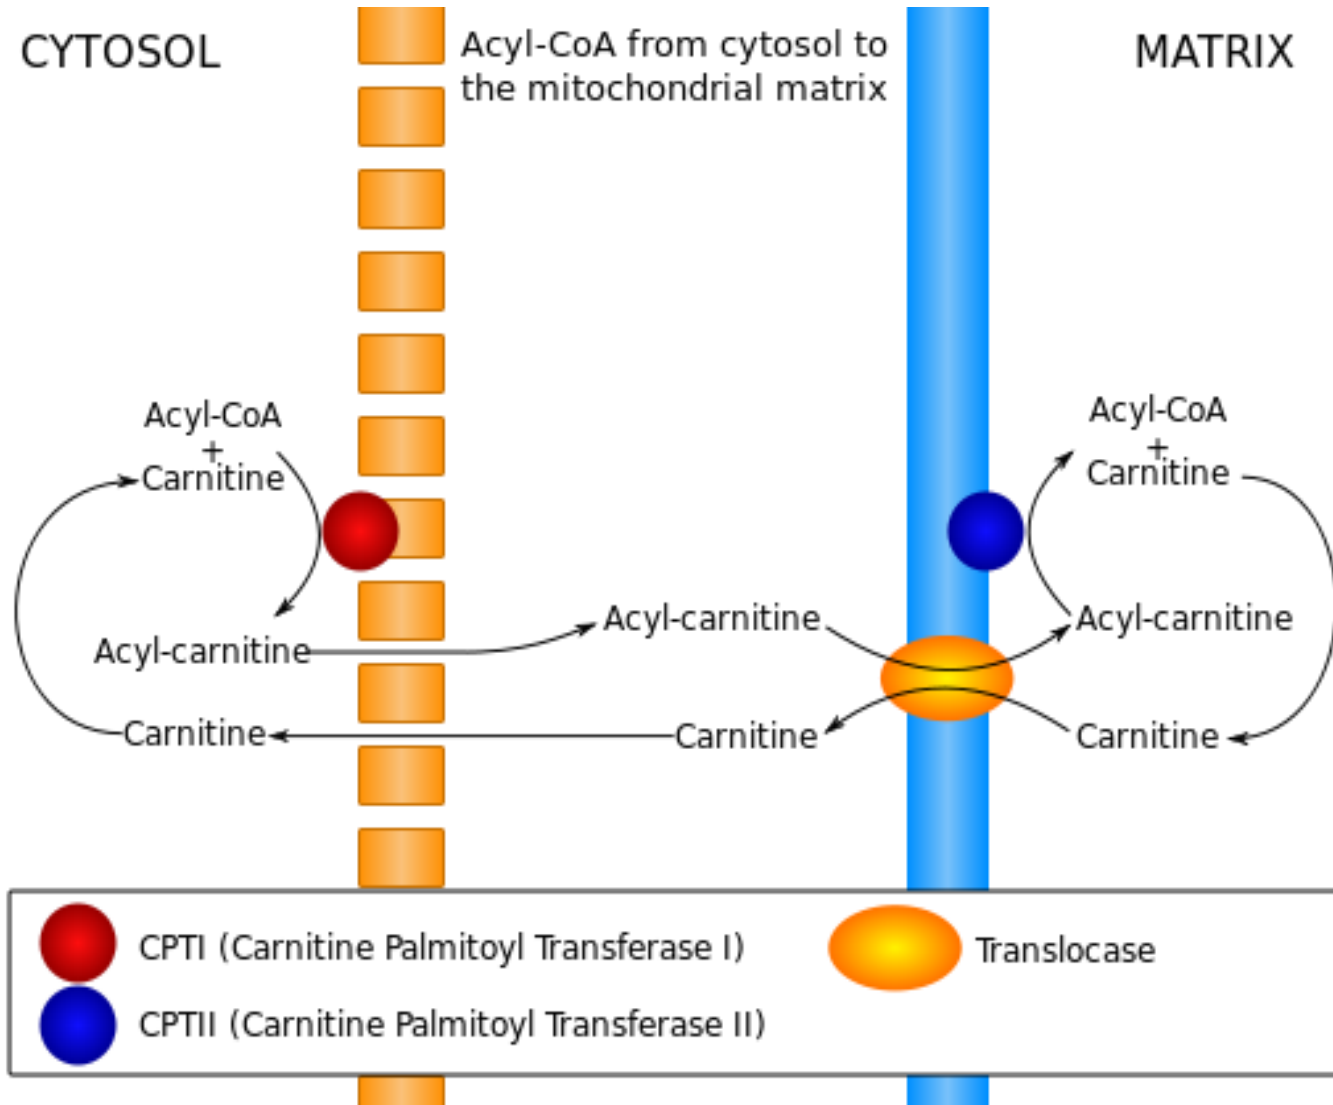 CYTOSOL
Acyl-CoA from cytosol to
the mitochondrial matrix
MATRIX
Acyl-CoA
+
Carnitine
Acyl-carnitine
Carnitine
Acyl-carnitine
Carnitine
Acyl-CoA
+
Carnitine
Acyl-carnitine
Carnitine
CPTI (Carnitine Palmitoyl Transferase I)
CPTII (Carnitine Palmitoyl Transferase II)
Translocase